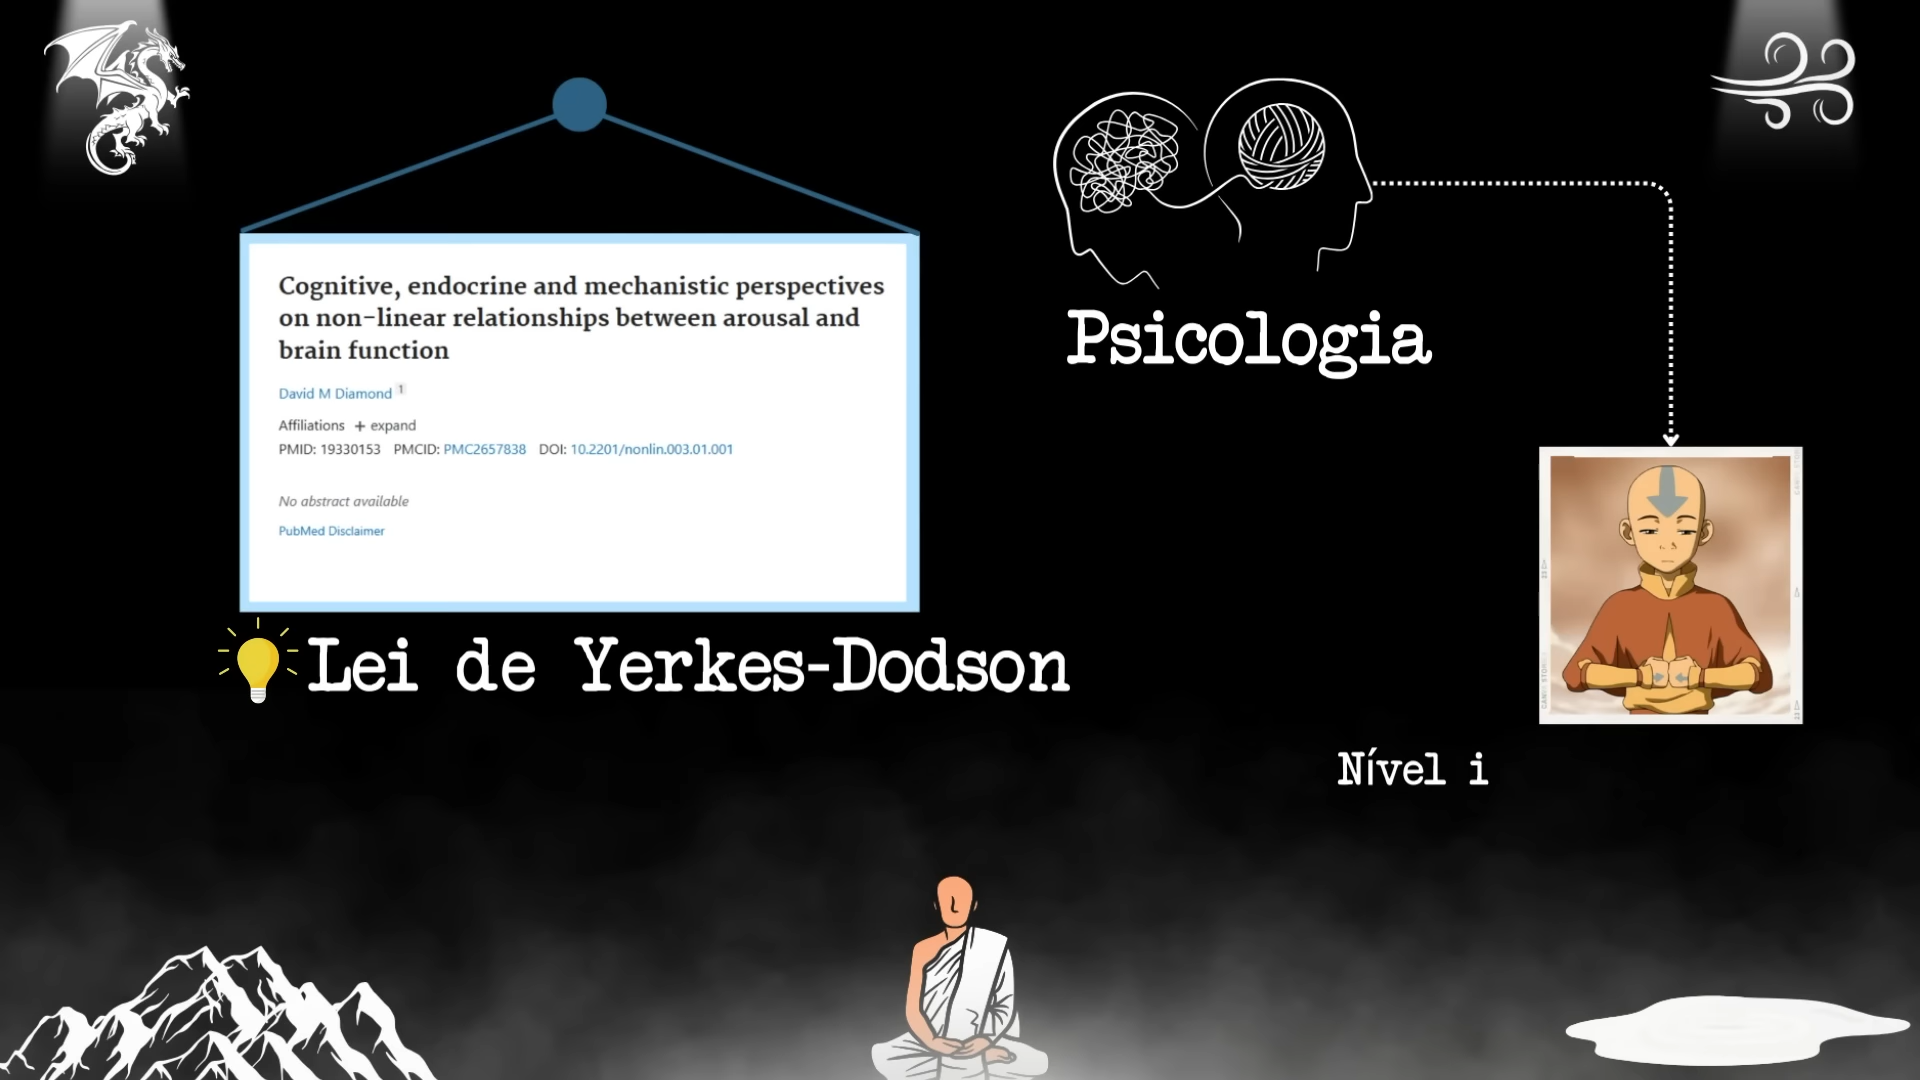 Cognitive, endocrine and mechanistic perspectives
on non-linear relationships between arousal and
brain function
David M Diamond 1
Affiliations + expand
PMID: 19330153 PMCID: PMC2657838 DOI: 10.2201/nonlin.003.01.001
No abstract available
PubMed Disclaimer
Lei de Yerkes-Dodson
Psicologia
Nível i